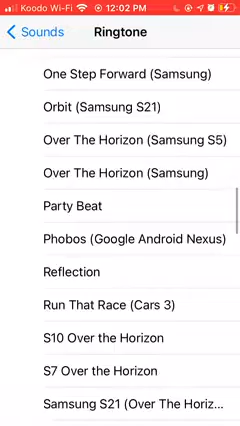 Koodo Wi-Fi 12:02 PM
Sounds Ringtone
One Step Forward (Samsung)
Orbit (Samsung S21)
Over The Horizon (Samsung S5)
Over The Horizon (Samsung)
Party Beat
Phobos (Google Android Nexus)
Reflection
Run That Race (Cars 3)
S10 Over the Horizon
S7 Over the Horizon
Samsung S21 (Over The Horiz...